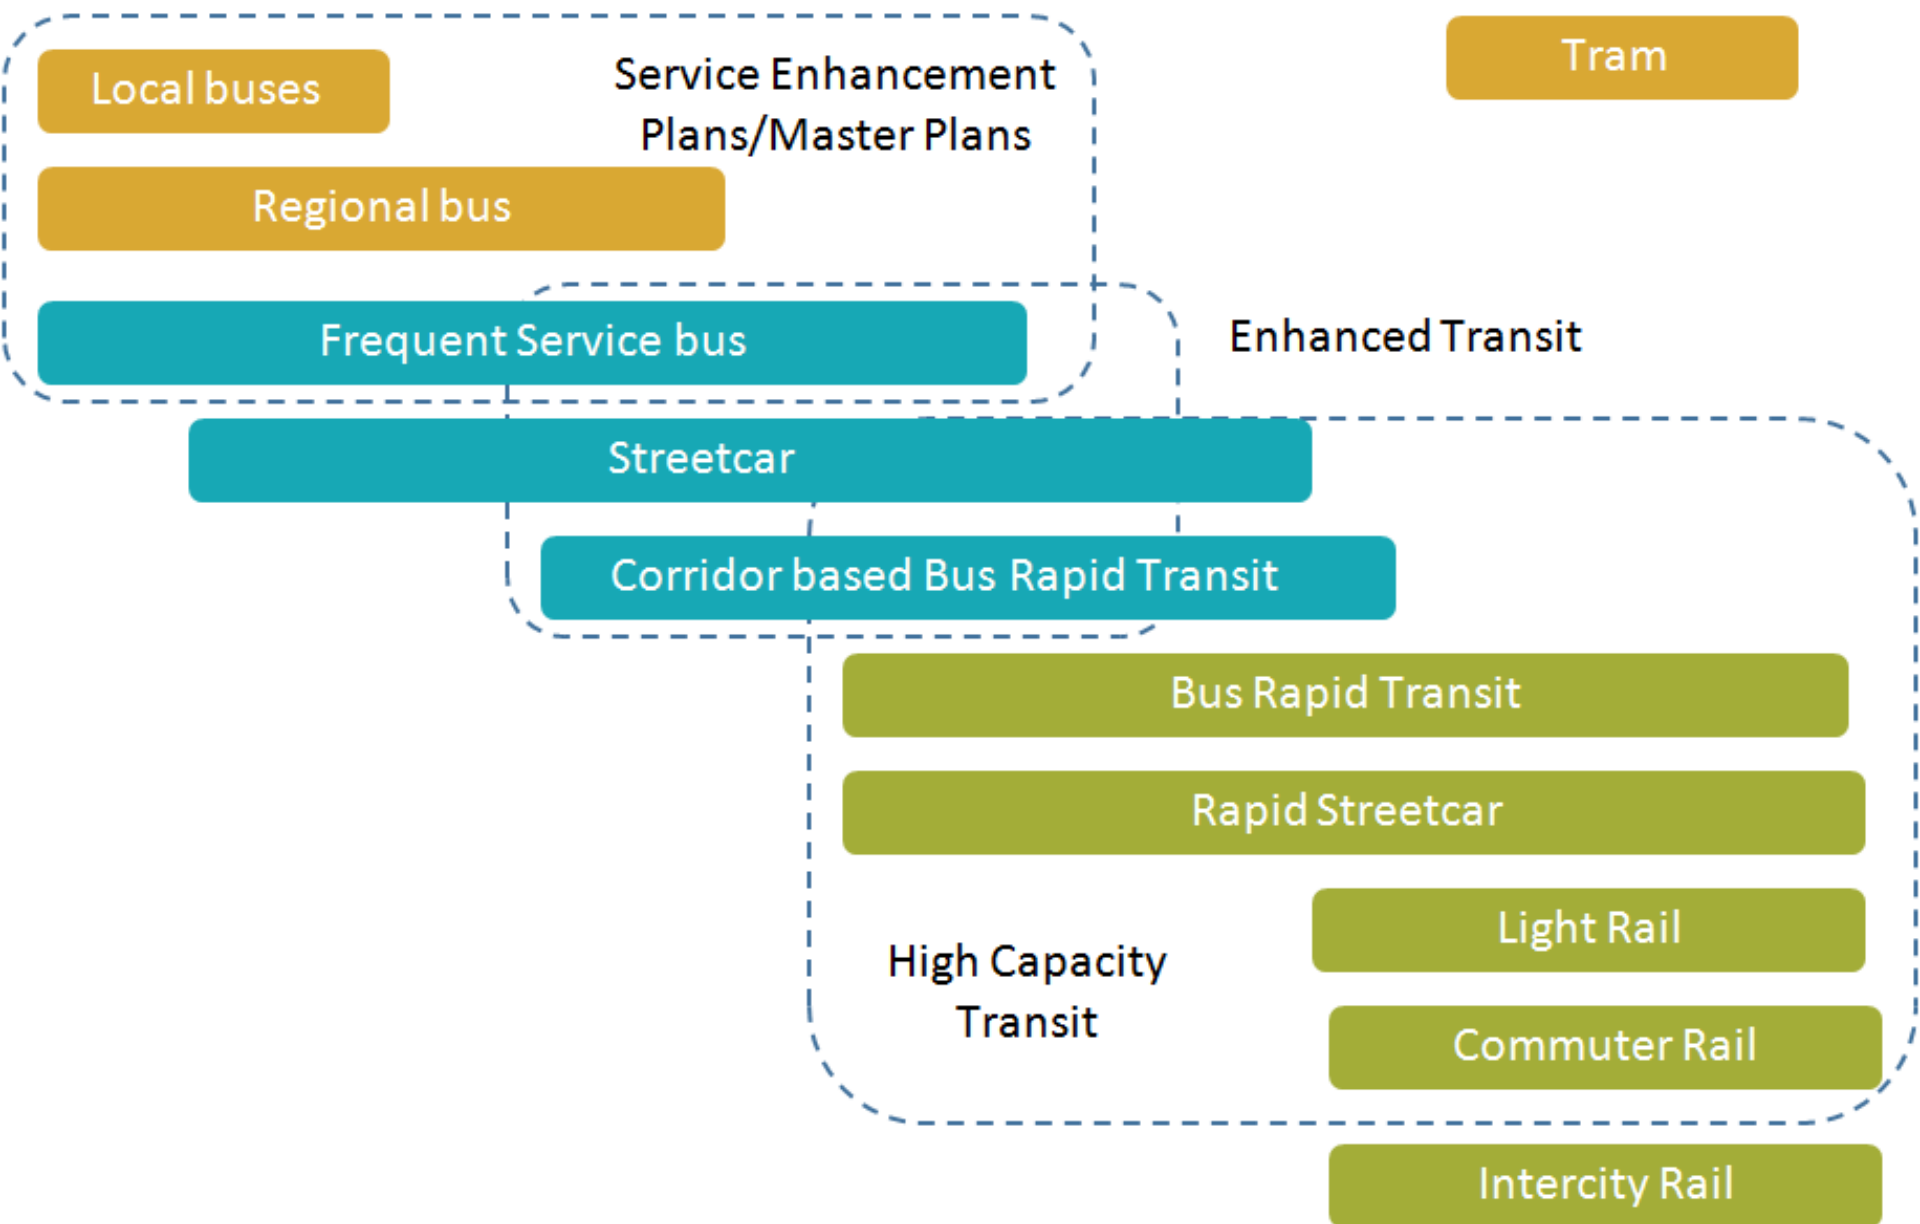 Local buses
Service Enhancement
Plans/Master Plans
Tram
Regional bus
Frequent Service bus
Enhanced Transit
Streetcar
Corridor based Bus Rapid Transit
Bus Rapid Transit
Rapid Streetcar
Light Rail
High Capacity
Transit
Commuter Rail
Intercity Rail